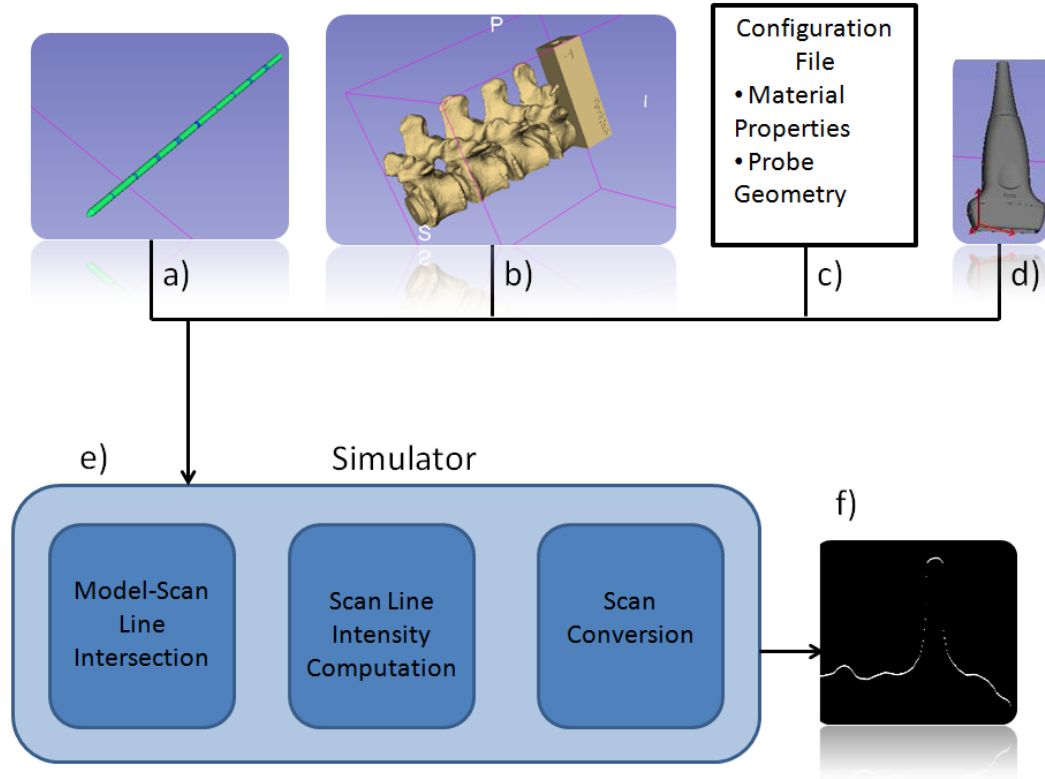 P
S
I
Configuration
File
• Material
Properties
• Probe
Geometry
a)
b)
c)
d)
e)
Simulator
f)
Model-Scan
Line
Intersection
Scan Line
Intensity
Computation
Scan
Conversion